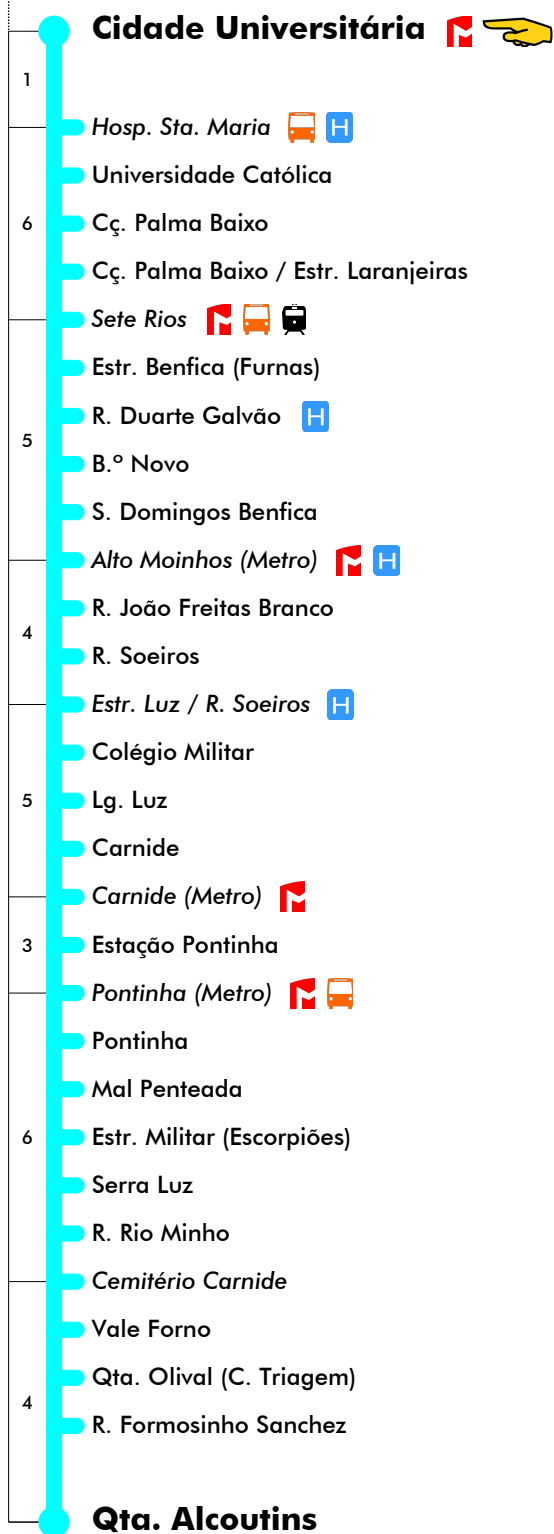 Cidade Universitária
1
Hosp. Sta. Maria H
Universidade Católica
6 Cç. Palma Baixo
Cç. Palma Baixo / Estr. Laranjeiras
Sete Rios
Estr. Benfica (Furnas)
R. Duarte Galvão H
5
B.º Novo
S. Domingos Benfica
Alto Moinhos (Metro) H
R. João Freitas Branco
4
R. Soeiros
Estr. Luz / R. Soeiros H
Colégio Militar
5 Lg. Luz
Carnide
Carnide (Metro)
3 Estação Pontinha
Pontinha (Metro)
Pontinha
Mal Penteada
6 Estr. Militar (Escorpiões)
Serra Luz
R. Rio Minho
Cemitério Carnide
Vale Forno
Qta. Olival (C. Triagem)
4
R. Formosinho Sanchez
Qta. Alcoutins